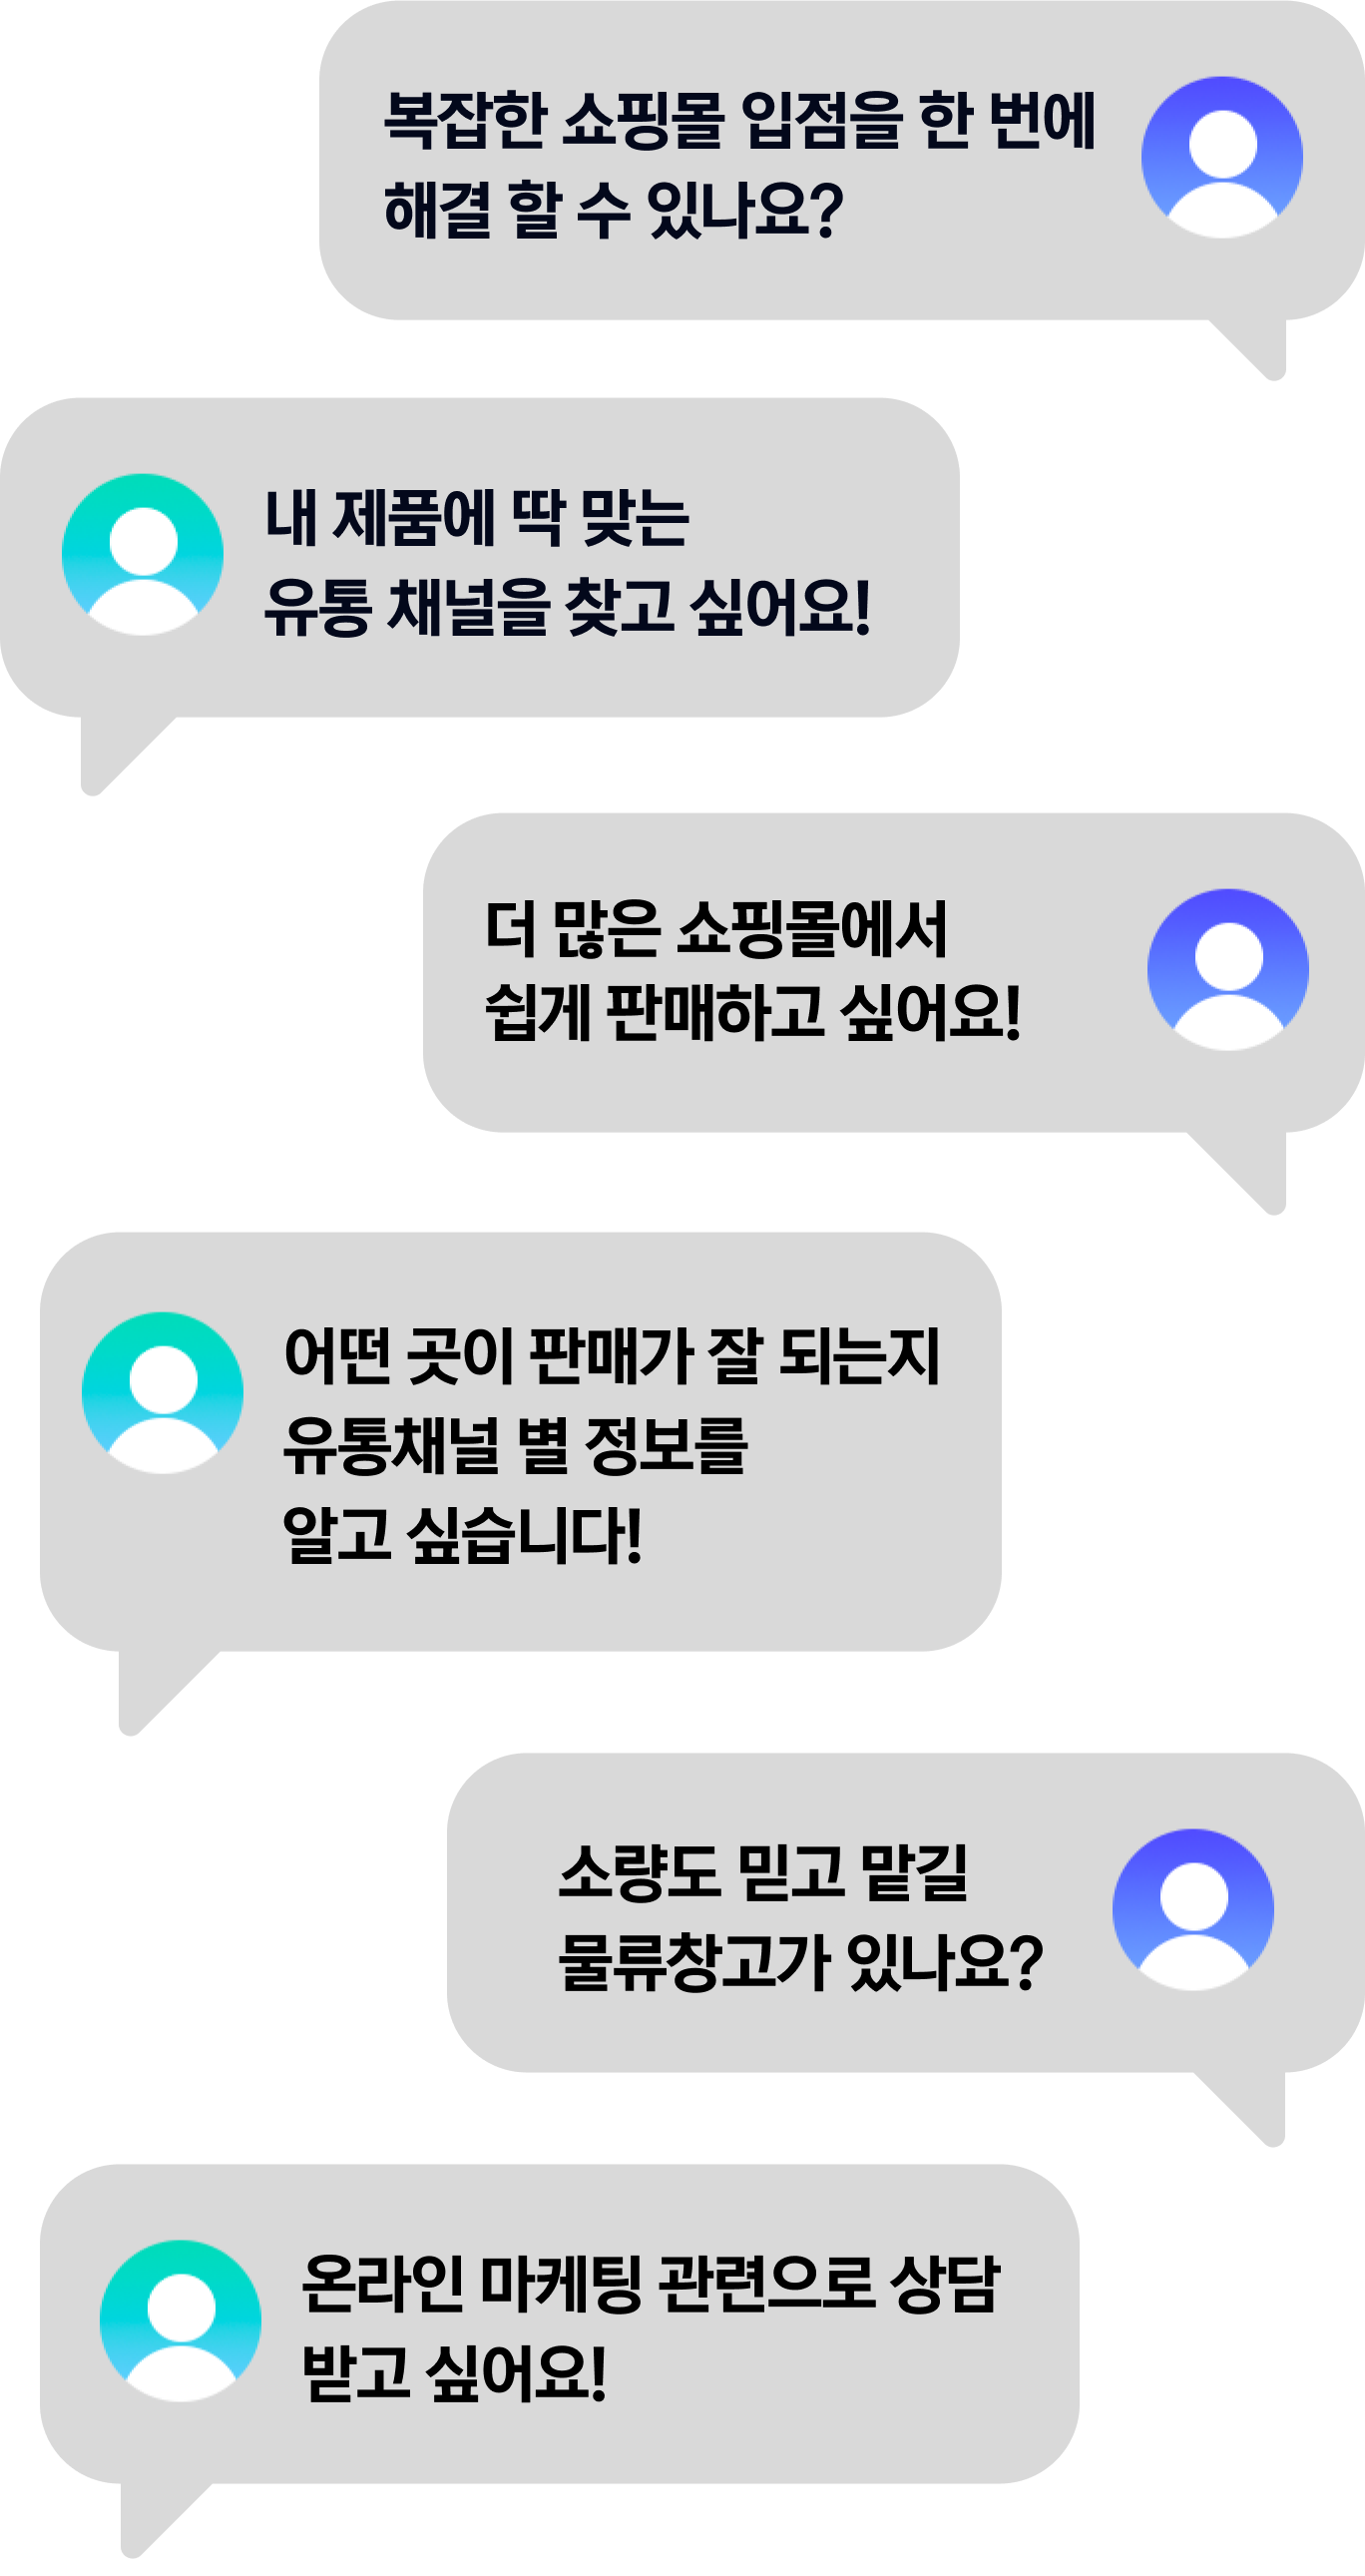 복잡한 쇼핑몰 입점을 한 번에
해결 할 수 있나요?
내 제품에 딱 맞는
유통 채널을 찾고 싶어요!
더 많은 쇼핑몰에서
쉽게 판매하고 싶어요!
어떤 곳이 판매가 잘 되는지
유통채널 별 정보를
알고 싶습니다!
소량도 믿고 맡길
물류창고가 있나요?
온라인 마케팅 관련으로 상담
받고 싶어요!